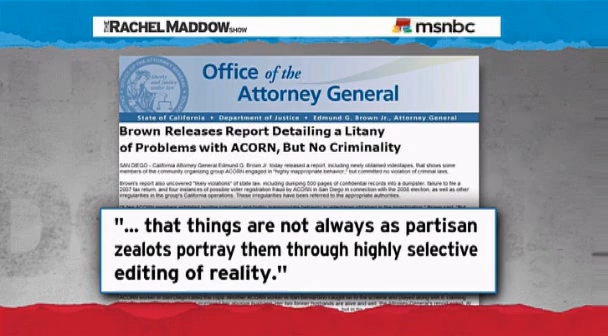 THE RACHEL MADDOW SHOW
msnbc
Office of the
Attorney General
State of California • Department of Justice • Edmund G. Brown Jr., Attorney General
Brown Releases Report Detailing a Litany
of Problems with ACORN, But No Criminality
SAN DIEGO - California Attorney General Edmund G. Brown Jr. today released a report, including newly obtained videotapes, that shows some
members of the community organizing group ACORN engaged in "highly inappropriate behavior," but committed no violation of criminal laws.
Brown's report also uncovered "likely violations" of state law, including dumping 500 pages of confidential records into a dumpster, failure to file a
2007 tax return, and four instances of possible voter registration fraud by ACORN in San Diego in connection with the 2008 election, as well as other
irregularities in the group's California operations. These irregularities have been referred to the appropriate authorities.
"... that things are not always as partisan
zealots portray them through highly selective
editing of reality."